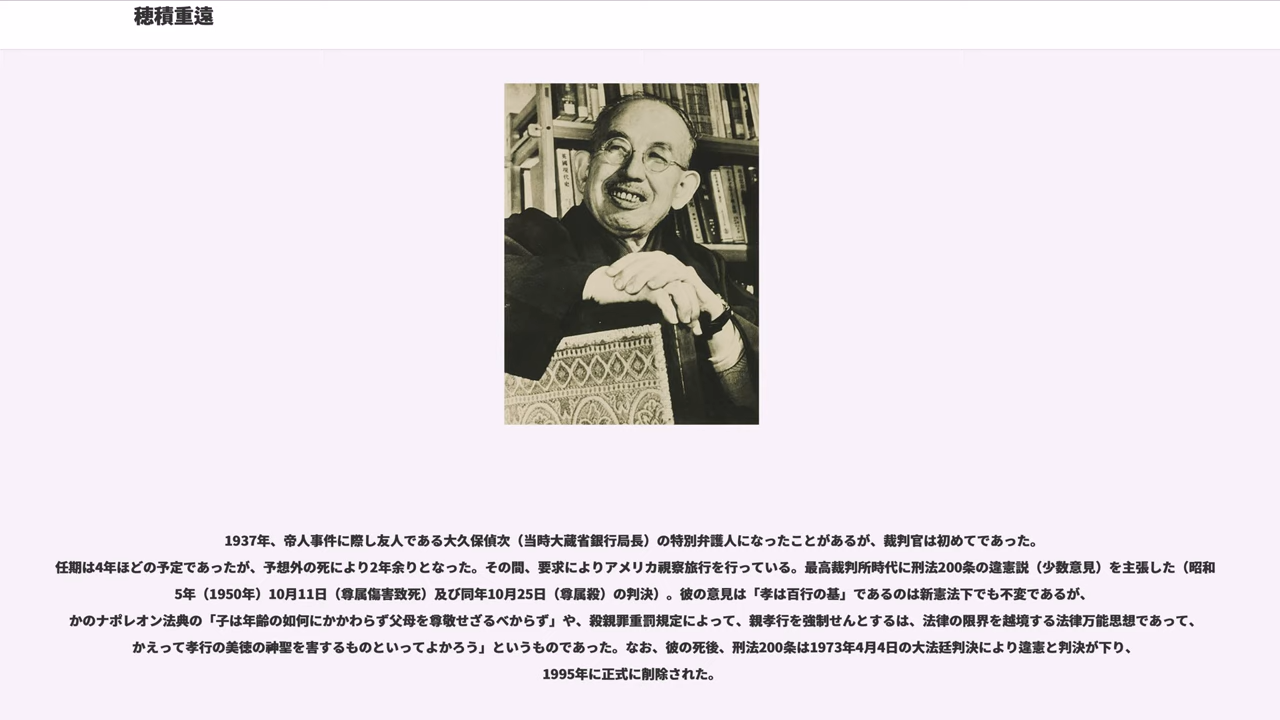 穂積重遠
英國現代史
1937年、帝人事件に際し友人である大久保偵次（当時大蔵省銀行局長）の特別弁護人になったことがあるが、裁判官は初めてであった。
任期は4年ほどの予定であったが、予想外の死により2年余りとなった。その間、要求によりアメリカ視察旅行を行っている。最高裁判所時代に刑法200条の違憲説（少数意見）を主張した（昭和
5年（1950年）10月11日（尊属傷害致死）及び同年10月25日（尊属殺）の判決）。彼の意見は「孝は百行の基」であるのは新憲法下でも不変であるが、
かのナポレオン法典の「子は年齢の如何にかかわらず父母を尊敬せざるべからず」や、殺親罪重罰規定によって、親孝行を強制せんとするは、法律の限界を越境する法律万能思想であって、
かえって孝行の美徳の神聖を害するものといってよかろう」というものであった。なお、彼の死後、刑法200条は1973年4月4日の大法廷判決により違憲と判決が下り、
1995年に正式に削除された。